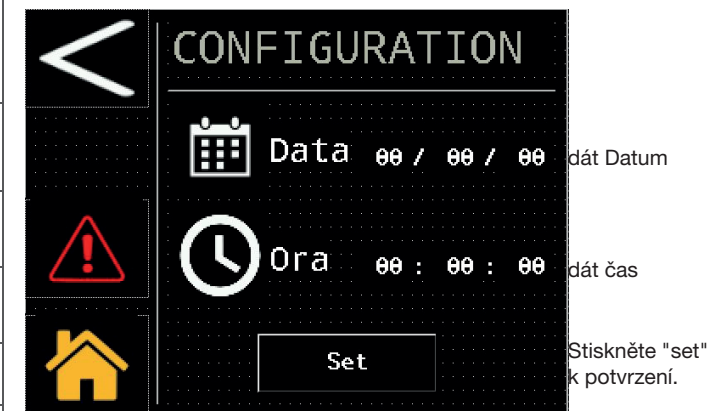 CONFIGURATION
Data 00 / 00 / 00
dát Datum
Ora 00 : 00 : 00
dát čas
Set
Stiskněte "set"
k potvrzení.